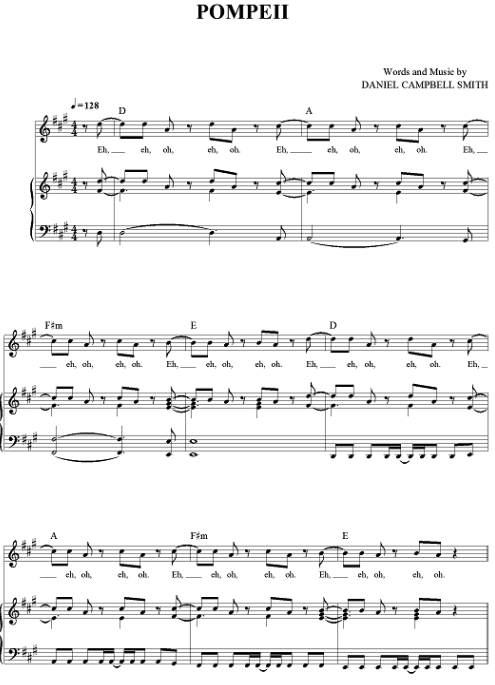 POMPEII
Words and Music by
DANIEL CAMPBELL SMITH
♩=128
D A
Eh, eh, oh, eh, oh. Eh, eh, oh, eh, oh. Eh,
F♯m E D
eh, oh, eh, oh. Eh, eh, oh, eh, oh. Eh, eh, oh, eh, oh. Eh,
A F♯m E
eh, oh, eh, oh. Eh, eh, oh, eh, oh. Eh, eh, oh, eh, oh.